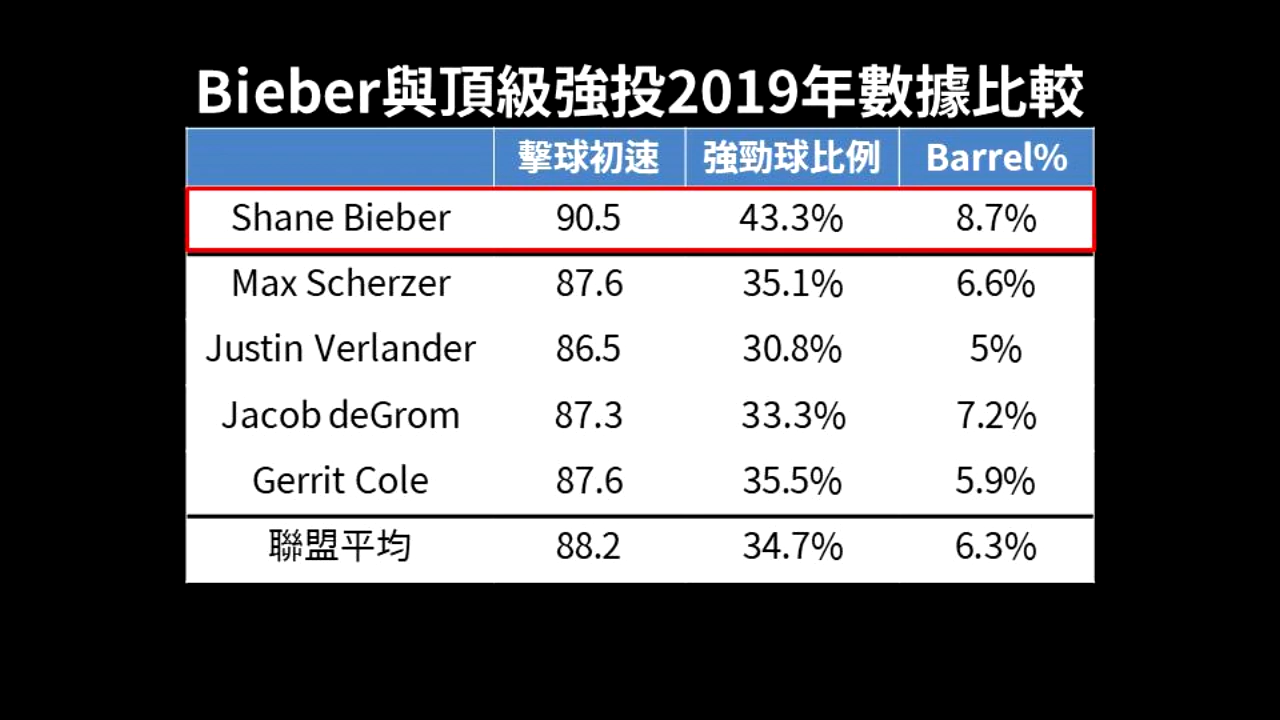 Bieber與頂級強投2019年數據比較
擊球初速 強勁球比例 Barrel%
Shane Bieber 90.5 43.3% 8.7%
Max Scherzer 87.6 35.1% 6.6%
Justin Verlander 86.5 30.8% 5%
Jacob deGrom 87.3 33.3% 7.2%
Gerrit Cole 87.6 35.5% 5.9%
聯盟平均 88.2 34.7% 6.3%